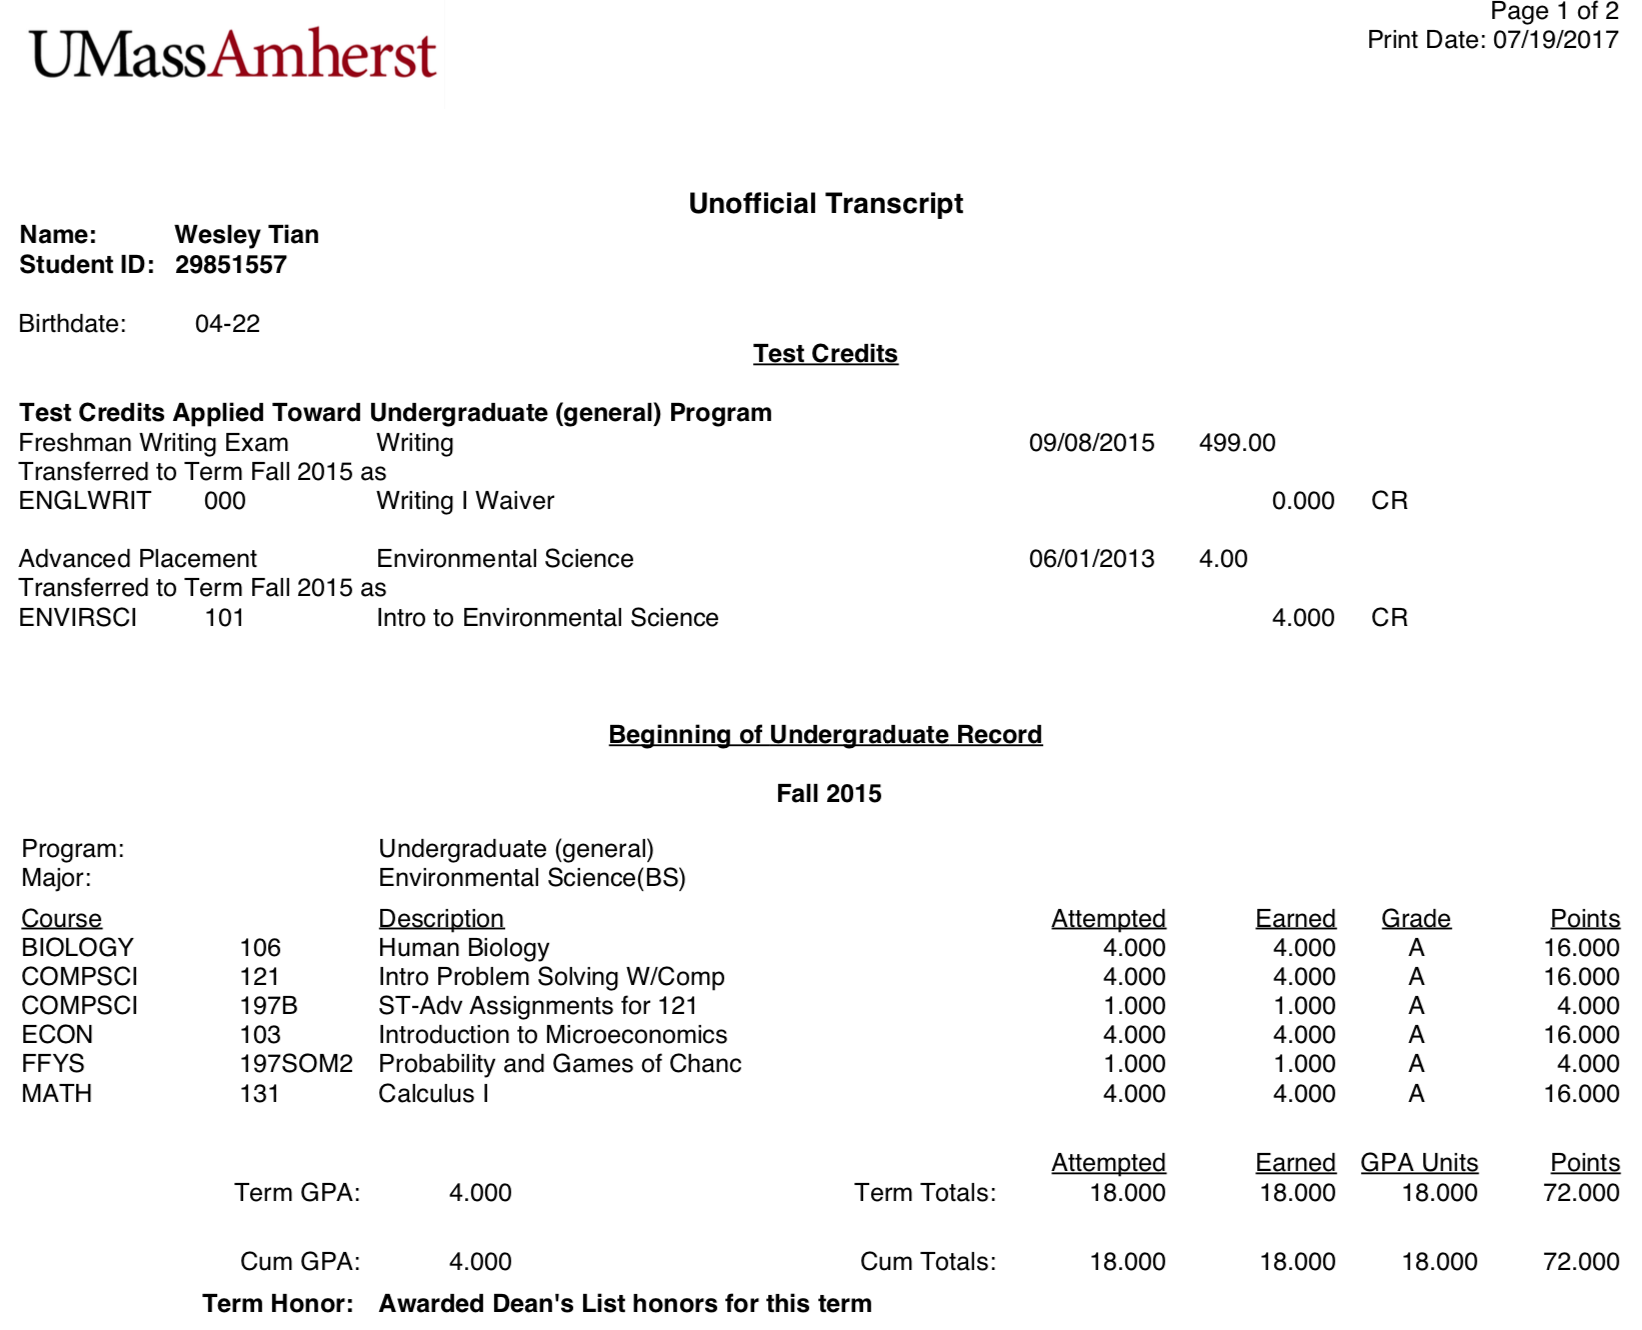 UMassAmherst
Page 1 of 2
Print Date: 07/19/2017
Unofficial Transcript
Name: Wesley Tian
Student ID: 29851557
Birthdate: 04-22
Test Credits
Test Credits Applied Toward Undergraduate (general) Program
Freshman Writing Exam Writing 09/08/2015 499.00
Transferred to Term Fall 2015 as
ENGLWRIT 000 Writing I Waiver 0.000 CR
Advanced Placement Environmental Science 06/01/2013 4.00
Transferred to Term Fall 2015 as
ENVIRSCI 101 Intro to Environmental Science 4.000 CR
Beginning of Undergraduate Record
Fall 2015
Program: Undergraduate (general)
Major: Environmental Science(BS)
Course Description Attempted Earned Grade Points
BIOLOGY 106 Human Biology 4.000 4.000 A 16.000
COMPSCI 121 Intro Problem Solving W/Comp 4.000 4.000 A 16.000
COMPSCI 197B ST-Adv Assignments for 121 1.000 1.000 A 4.000
ECON 103 Introduction to Microeconomics 4.000 4.000 A 16.000
FFYS 197SOM2 Probability and Games of Chanc 1.000 1.000 A 4.000
MATH 131 Calculus I 4.000 4.000 A 16.000
Attempted Earned GPA Units Points
Term GPA: 4.000 Term Totals: 18.000 18.000 18.000 72.000
Cum GPA: 4.000 Cum Totals: 18.000 18.000 18.000 72.000
Term Honor: Awarded Dean's List honors for this term